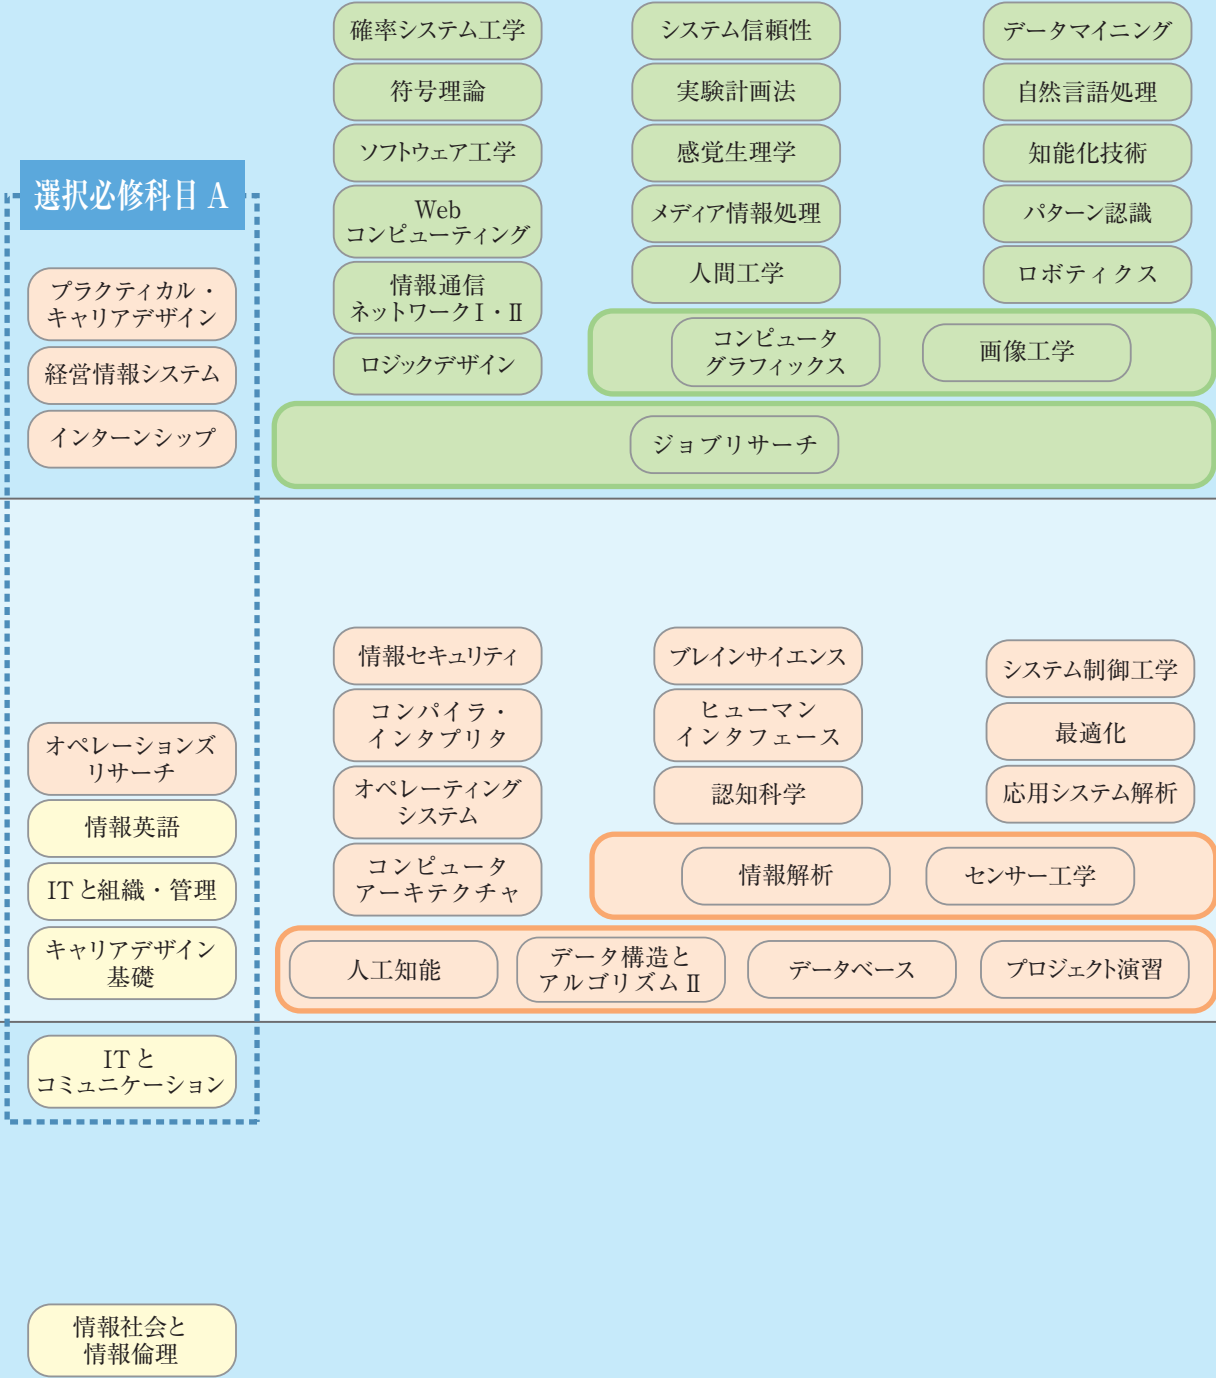 確率システム工学
システム信頼性
データマイニング
符号理論
実験計画法
自然言語処理
ソフトウェア工学
感覚生理学
知能化技術
選択必修科目 A
Web
コンピューティング
メディア情報処理
パターン認識
プラクティカル・
キャリアデザイン
情報通信
ネットワークⅠ・Ⅱ
人間工学
ロボティクス
経営情報システム
ロジックデザイン
コンピュータ
グラフィックス
画像工学
インターンシップ
ジョブリサーチ
情報セキュリティ
ブレインサイエンス
システム制御工学
コンパイラ・
インタプリタ
ヒューマン
インタフェース
最適化
オペレーションズ
リサーチ
オペレーティング
システム
認知科学
応用システム解析
情報英語
コンピュータ
アーキテクチャ
情報解析
センサー工学
ITと組織・管理
キャリアデザイン
基礎
人工知能
データ構造と
アルゴリズムⅡ
データベース
プロジェクト演習
ITと
コミュニケーション
情報社会と
情報倫理